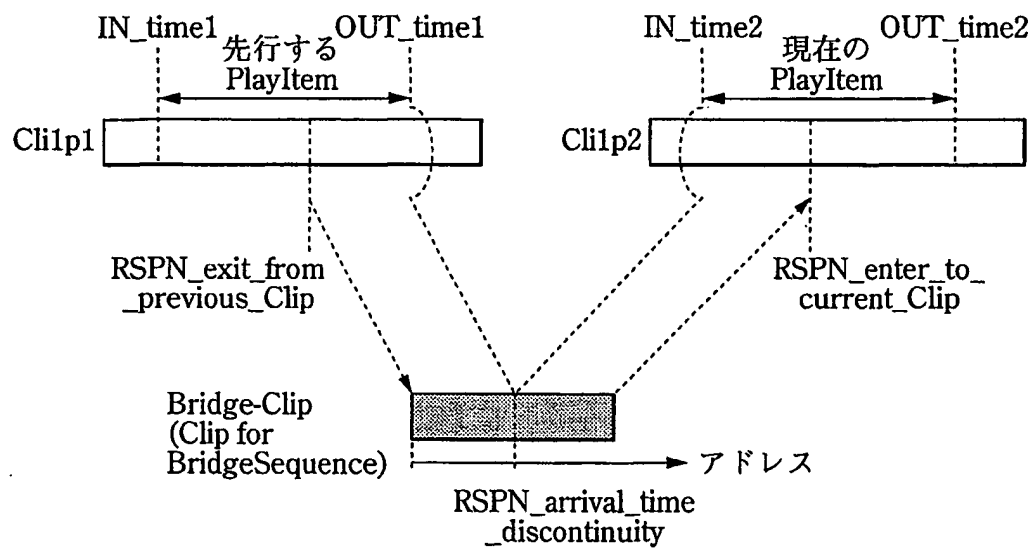 IN_time1
OUT_time1
先行する
PlayItem
IN_time2
OUT_time2
現在の
PlayItem
Cli1p1
Cli1p2
RSPN_exit_from
_previous_Clip
RSPN_enter_to_
current_Clip
Bridge-Clip
(Clip for
BridgeSequence)
アドレス
RSPN_arrival_time
_discontinuity